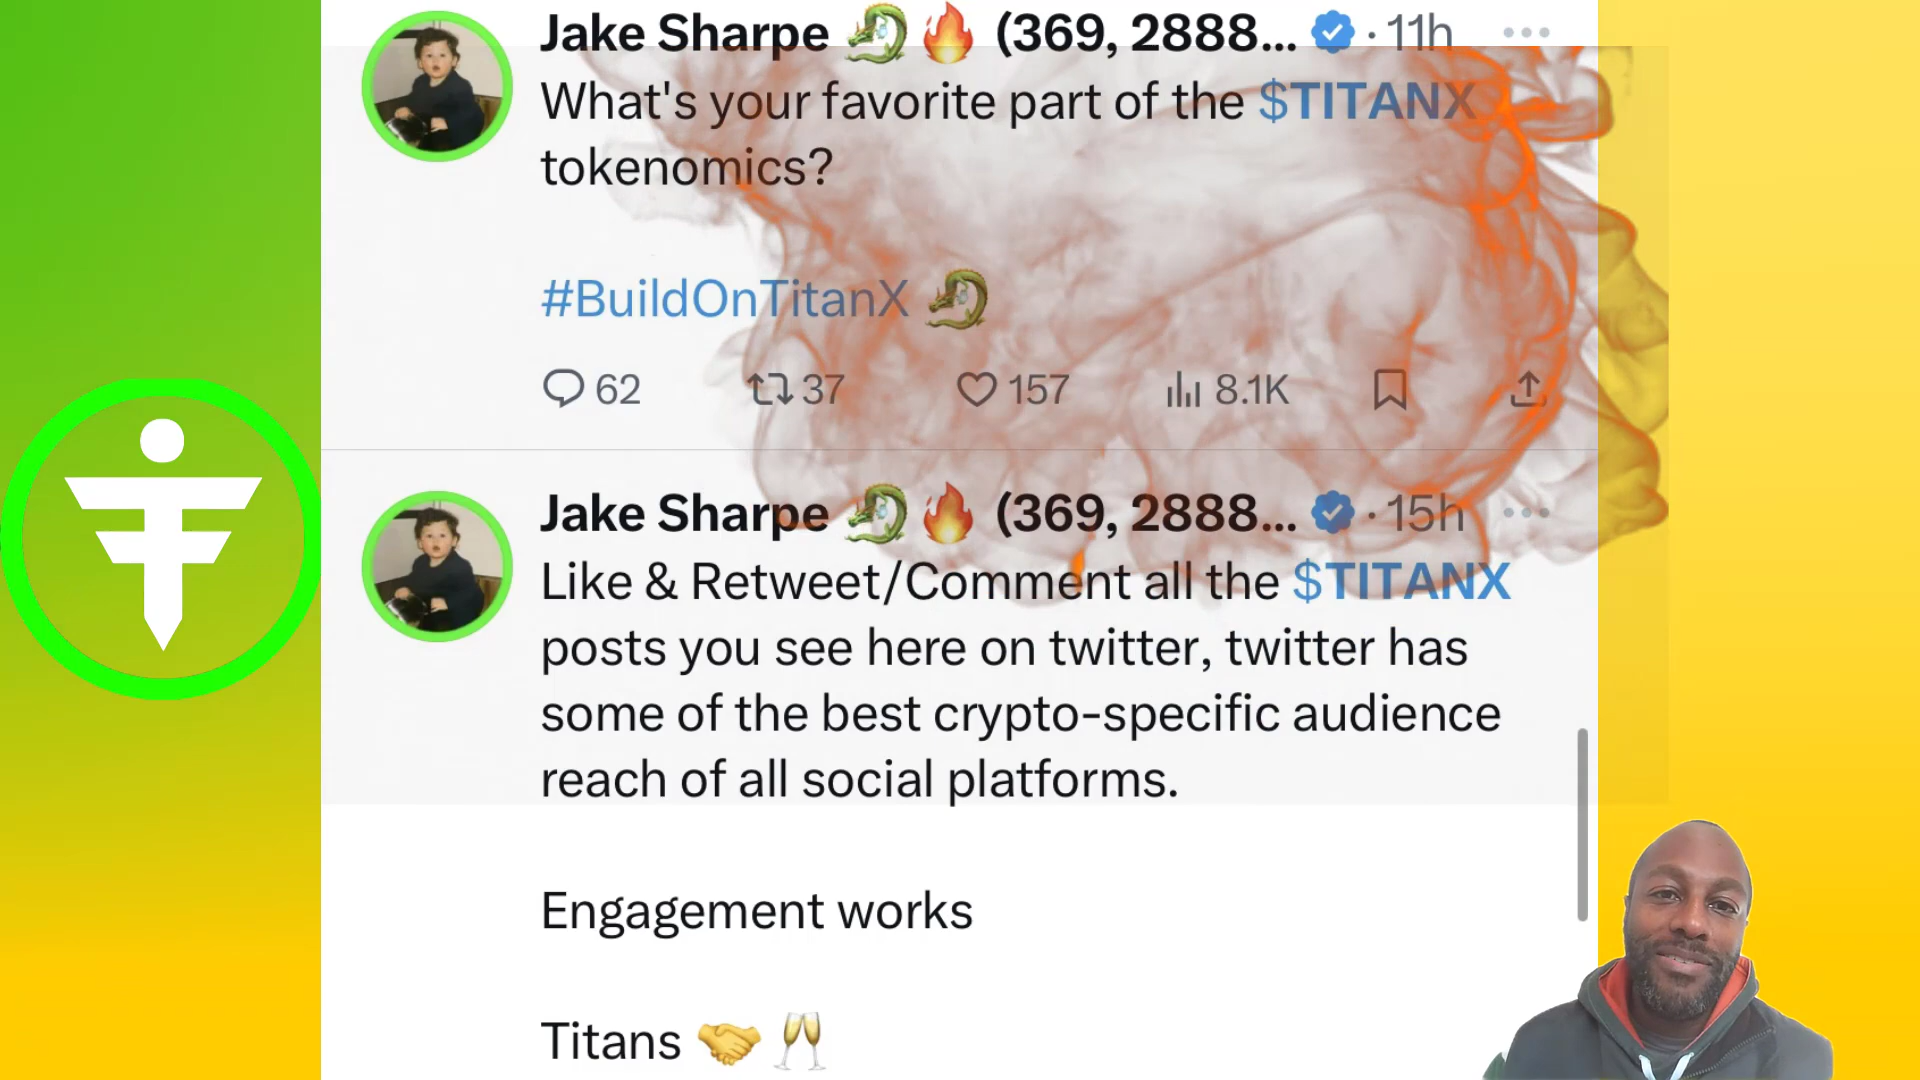 Jake Sharpe 🐉🔥 (369, 2888... · 11h
What's your favorite part of the $TITANX
tokenomics?
#BuildOnTitanX 🐉
62 37 157 8.1K
Jake Sharpe 🐉🔥 (369, 2888... · 15h
Like & Retweet/Comment all the $TITANX
posts you see here on twitter, twitter has
some of the best crypto-specific audience
reach of all social platforms.
Engagement works
Titans 🤝 🥂